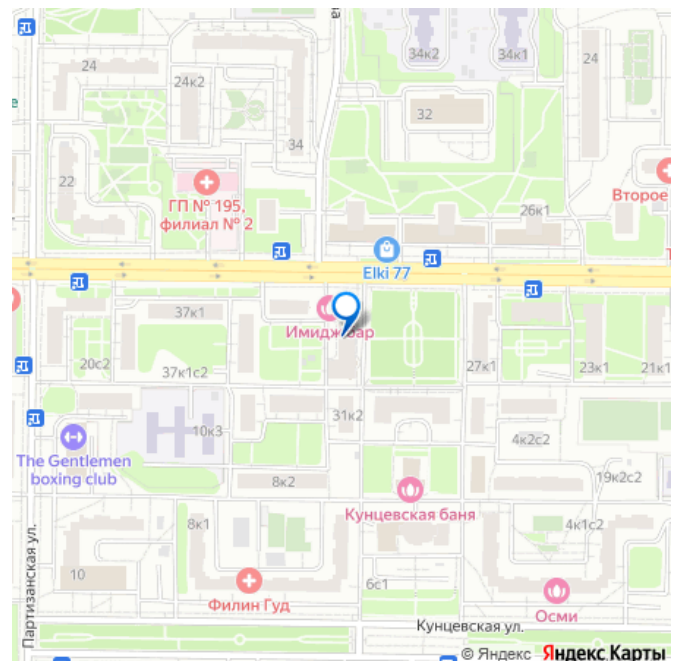 на
34к2
34к1
24
24
24к2
32
34
22
ГП № 195,
филиал № 2
Второе
26к1
Elki 77
Т
37к1
Имидж бар
20с2
37к1с2
27к1
23к1
21к1
31к2
10к3
4к2с2
The Gentlemen
boxing club
8к2
19к2с2
Кунцевская баня
8к1
4к1с2
10
Филин Гуд
6с1
Осми
Партизанская ул.
Кунцевская ул.
© Яндекс Яндекс Карты